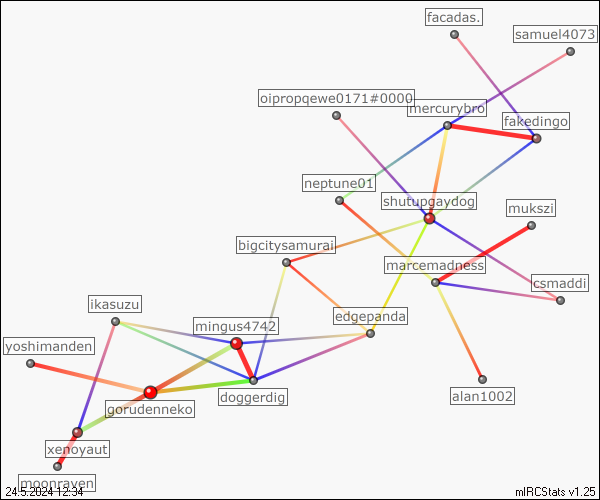 facadas.
samuel4073
oipropqewe0171#0000
mercurybro
fakedingo
neptune01
shutupgaydog
mukszi
bigcitysamurai
marcemadness
csmaddi
ikasuzu
edgepanda
mingus4742
yoshimanden
doggerdig
alan1002
gorudenneko
xenoyaut
moonraven
24.5.2024 12:34
mIRCStats v1.25